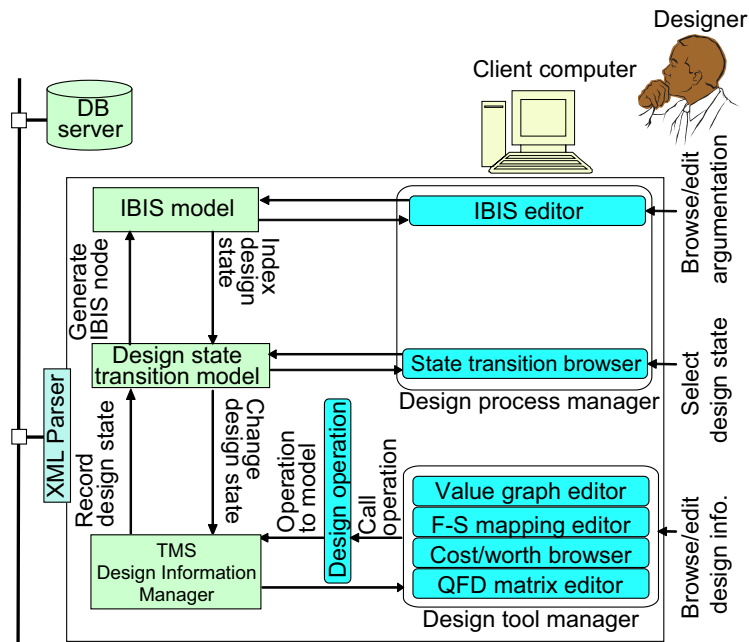 Designer
Client computer
DB
server
IBIS model
IBIS editor
Browse/edit
argumentation
Generate
IBIS node
Index
design
state
Design state
transition model
State transition browser
Design process manager
Select
design state
XML Parser
Record
design state
Change
design state
Operation
to model
Design operation
Call
operation
Value graph editor
F-S mapping editor
Cost/worth browser
QFD matrix editor
Design tool manager
Browse/edit
design info.
TMS
Design Information
Manager